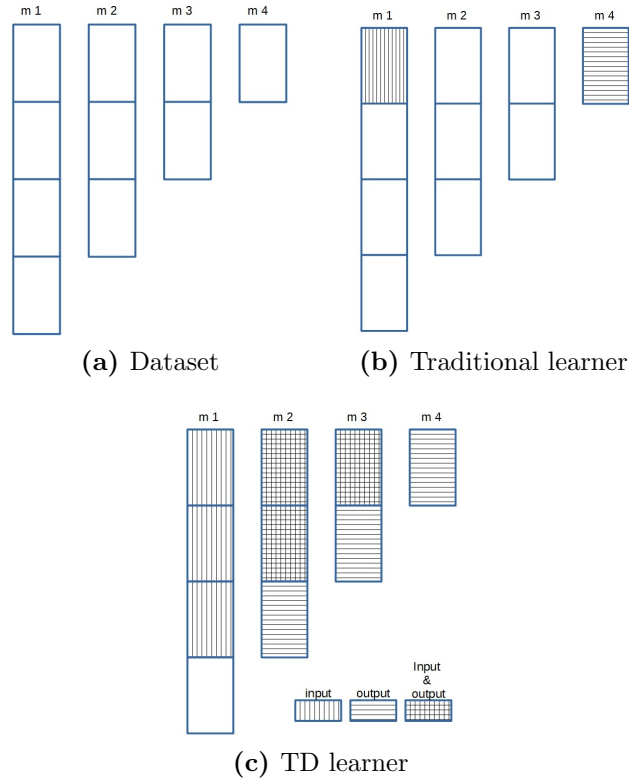 m 1 m 2 m 3 m 4
(a) Dataset
m 1 m 2 m 3 m 4
(b) Traditional learner
m 1 m 2 m 3 m 4
input output Input
&
output
(c) TD learner